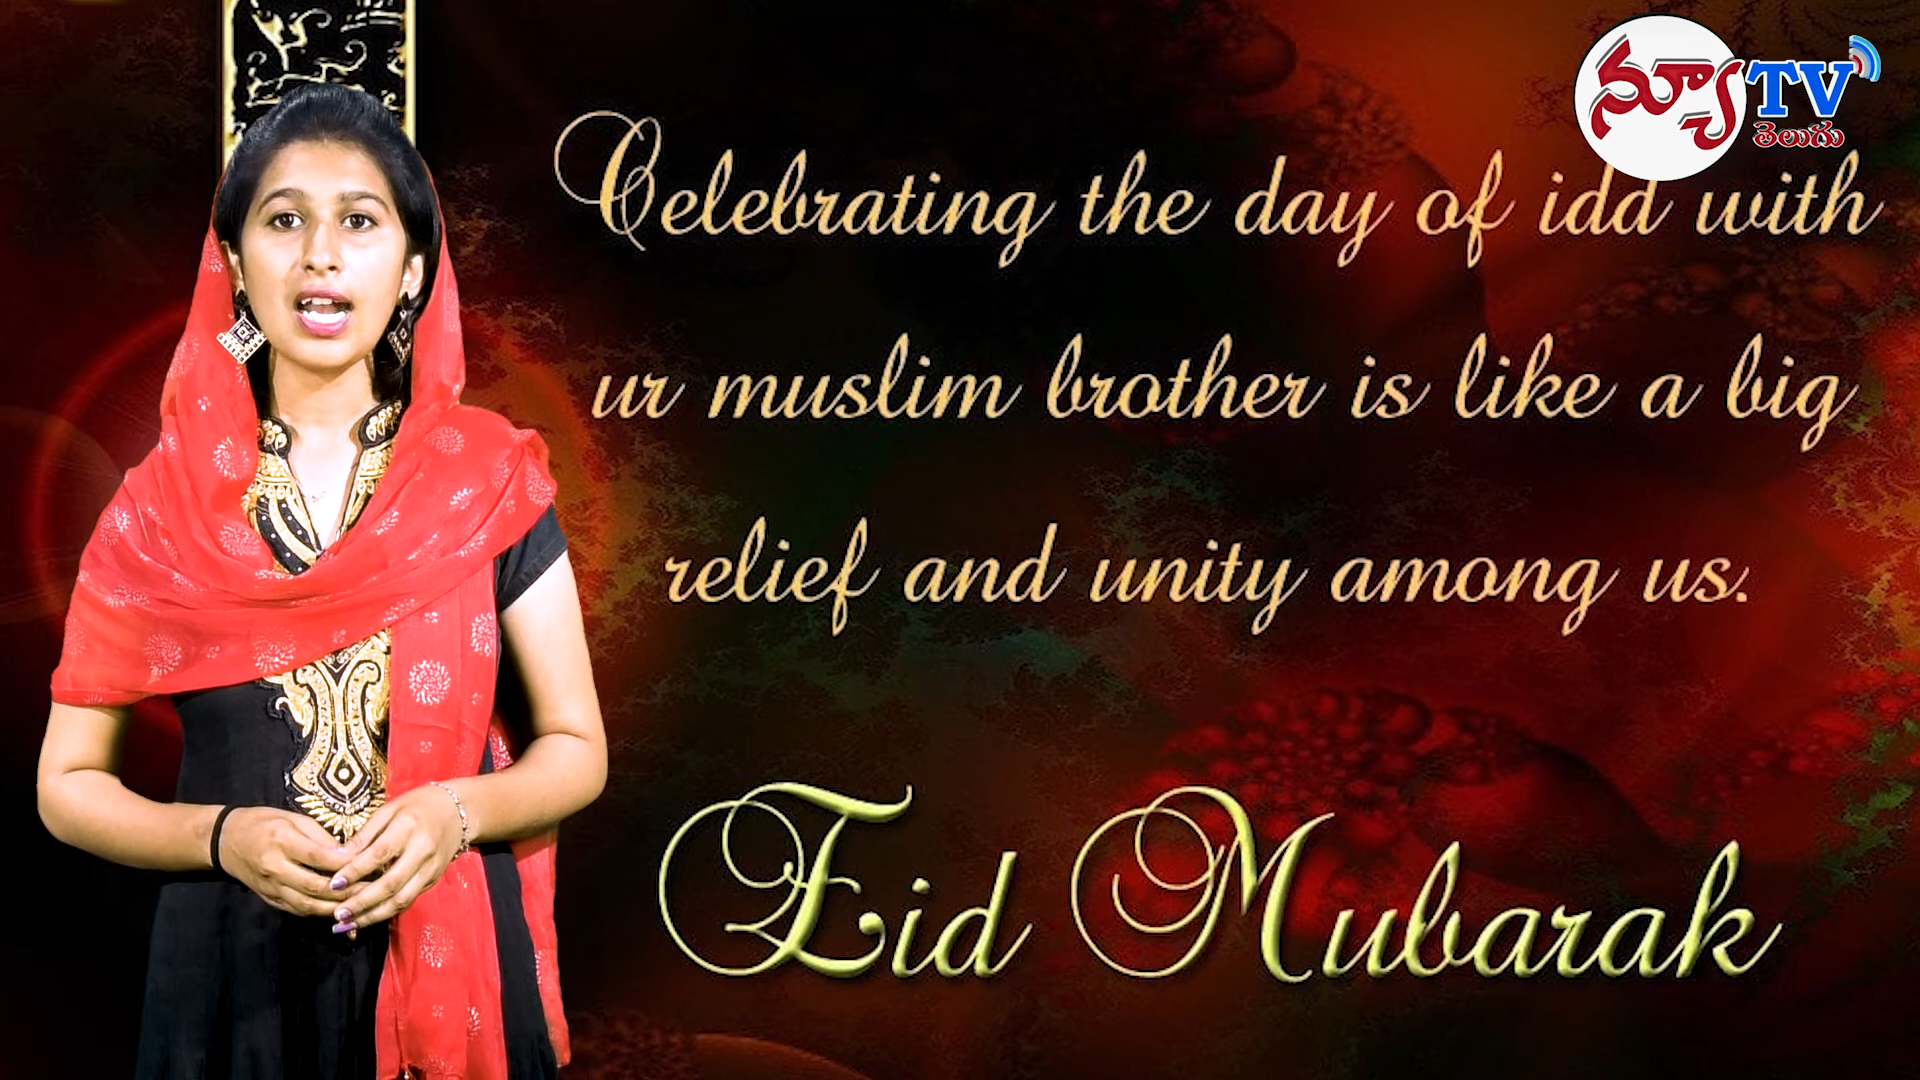 న్యూ TV
తెలుగు
Celebrating the day of idd with
ur muslim brother is like a big
relief and unity among us.
Eid Mubarak